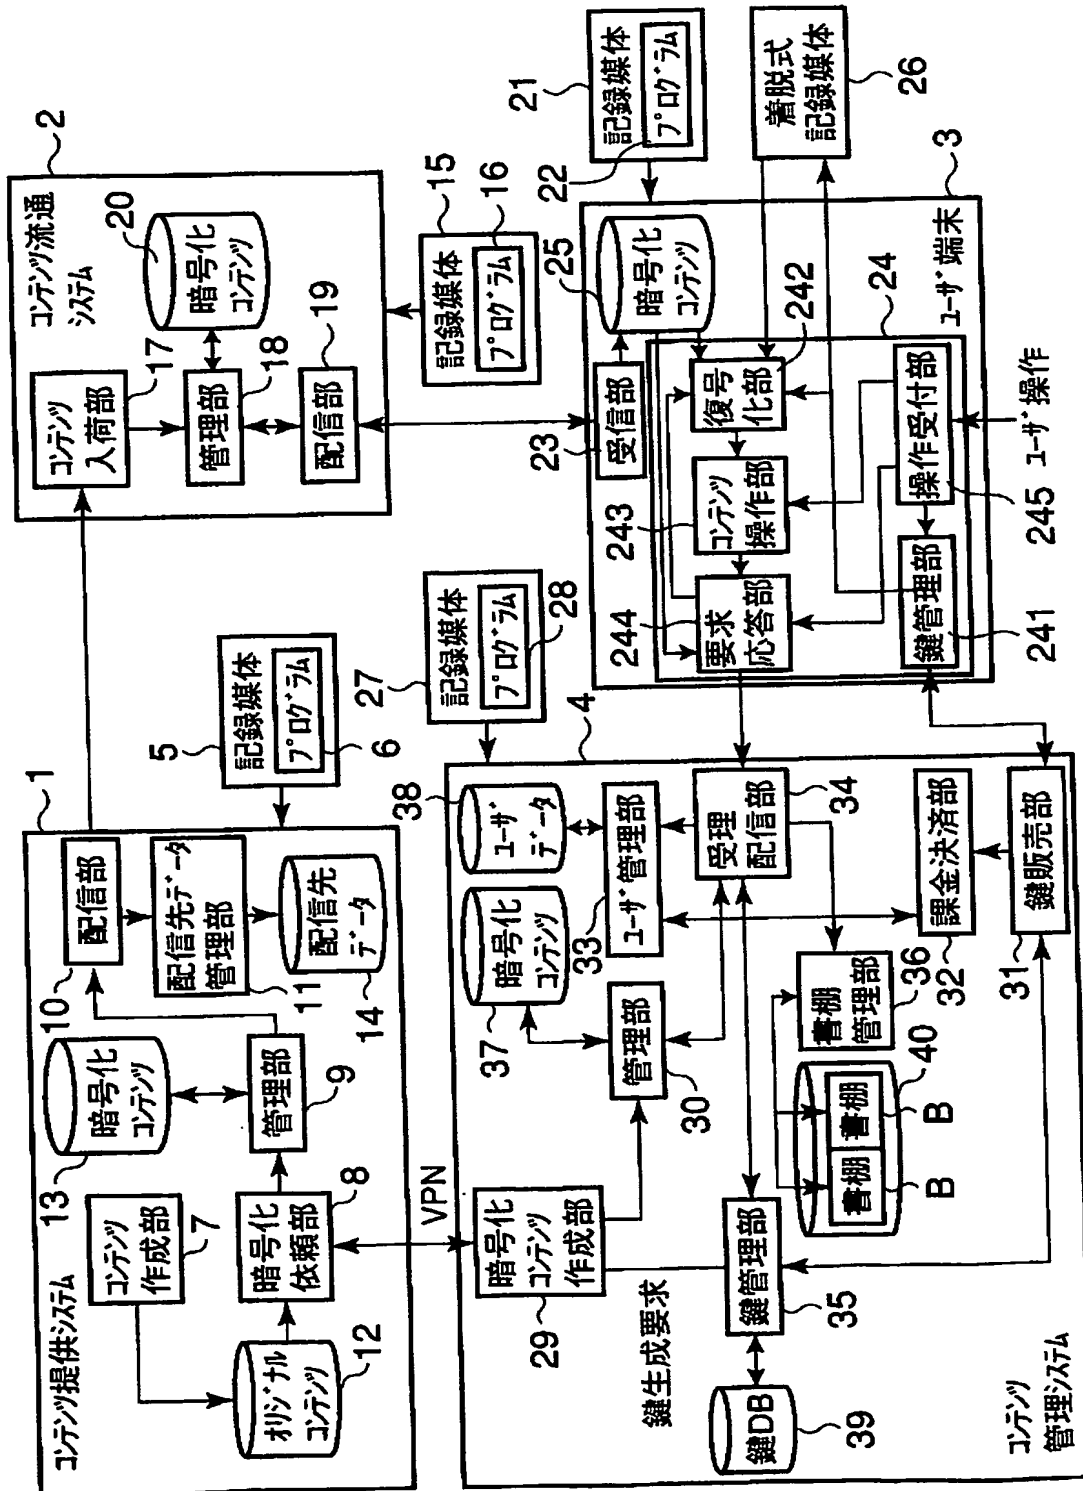 コンテンツ提供システム
1
コンテンツ
作成部
7
オリジナル
コンテンツ
12
暗号化
依頼部
8
暗号化
コンテンツ
13
管理部
9
配信部
10
配信先データ
管理部
11
配信先
データ
14
5
記録媒体
プログラム
6
VPN
コンテンツ流通
システム
2
コンテンツ
入荷部
17
管理部
18
暗号化
コンテンツ
20
配信部
19
記録媒体
15
プログラム
16
コンテンツ
管理システム
4
暗号化
コンテンツ
作成部
29
鍵生成要求
鍵DB
39
鍵管理部
35
管理部
30
暗号化
コンテンツ
37
ユーザ
データ
38
ユーザ管理部
33
受理
配信部
34
書棚
管理部
36
書棚
書棚
B
B
40
課金決済部
32
鍵販売部
31
27
記録媒体
プログラム
28
ユーザ端末
3
受信部
23
暗号化
コンテンツ
25
24
復号
化部
242
コンテンツ
操作部
243
要求
応答部
244
鍵管理部
241
操作受付部
245
ユーザ操作
21
記録媒体
プログラム
22
着脱式
記録媒体
26